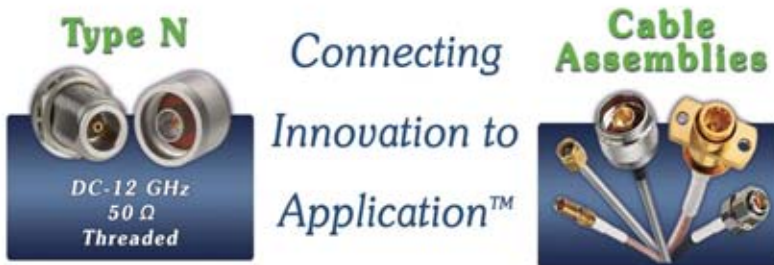 Type N
DC-12 GHz
50 Ω
Threaded
Connecting
Innovation to
Application™
Cable
Assemblies